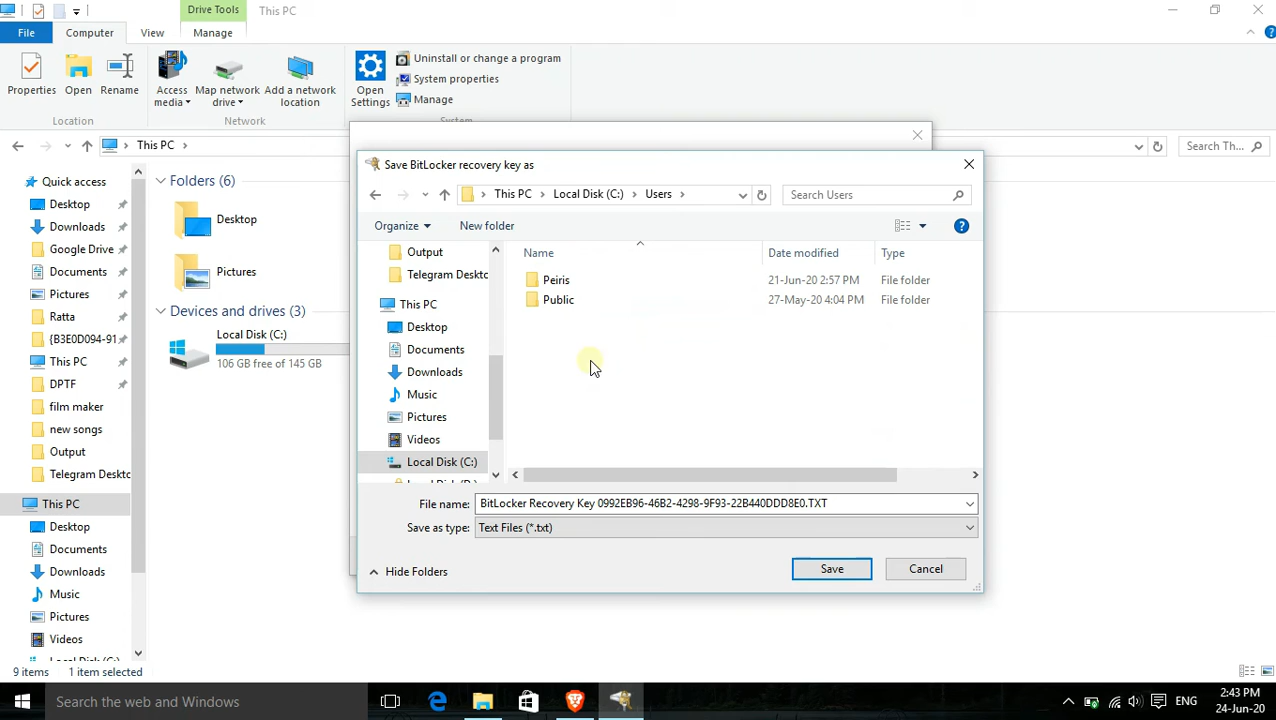 Drive Tools This PC
File Computer View Manage
Properties Open Rename Access media Map network drive Add a network location Open Settings Uninstall or change a program
System properties
Manage
Location Network System
This PC Search Th...
Quick access
Desktop
Downloads
Google Drive
Documents
Pictures
Ratta
{B3E0D094-91
This PC
DPTF
film maker
new songs
Output
Telegram Deskto
This PC
Desktop
Documents
Downloads
Music
Pictures
Videos
Folders (6)
Desktop
Pictures
Devices and drives (3)
Local Disk (C:)
106 GB free of 145 GB
Save BitLocker recovery key as
This PC Local Disk (C:) Users Search Users
Organize New folder
Output
Telegram Deskto
This PC
Desktop
Documents
Downloads
Music
Pictures
Videos
Local Disk (C:)
Name Date modified Type
Peiris 21-Jun-20 2:57 PM File folder
Public 27-May-20 4:04 PM File folder
File name: BitLocker Recovery Key 0992EB96-46B2-4298-9F93-22B440DDD8E0.TXT
Save as type: Text Files (*.txt)
Hide Folders Save Cancel
9 items 1 item selected
Search the web and Windows ENG 2:43 PM
24-Jun-20